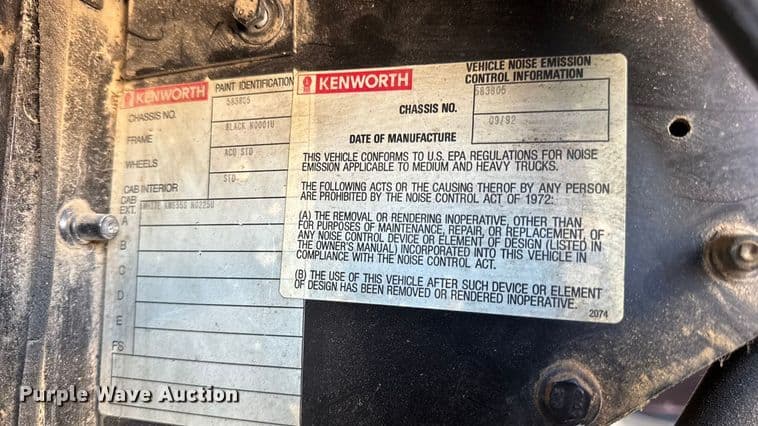 KENWORTH PAINT IDENTIFICATION
CHASSIS NO. 583805
FRAME BLACK N0001U
WHEELS ACU STD
CAB INTERIOR STD
CAB
EXT.
A WHITE N0225U
B
C
D
E
FS
KENWORTH
VEHICLE NOISE EMISSION
CONTROL INFORMATION
CHASSIS NO. 583805
DATE OF MANUFACTURE 09/92
THIS VEHICLE CONFORMS TO U.S. EPA REGULATIONS FOR NOISE
EMISSION APPLICABLE TO MEDIUM AND HEAVY TRUCKS.
THE FOLLOWING ACTS OR THE CAUSING THEROF BY ANY PERSON
ARE PROHIBITED BY THE NOISE CONTROL ACT OF 1972:
(A) THE REMOVAL OR RENDERING INOPERATIVE, OTHER THAN
FOR PURPOSES OF MAINTENANCE, REPAIR, OR REPLACEMENT, OF
ANY NOISE CONTROL DEVICE OR ELEMENT OF DESIGN (LISTED IN
THE OWNER'S MANUAL) INCORPORATED INTO THIS VEHICLE IN
COMPLIANCE WITH THE NOISE CONTROL ACT.
(B) THE USE OF THIS VEHICLE AFTER SUCH DEVICE OR ELEMENT
OF DESIGN HAS BEEN REMOVED OR RENDERED INOPERATIVE.
2074
Purple Wave Auction